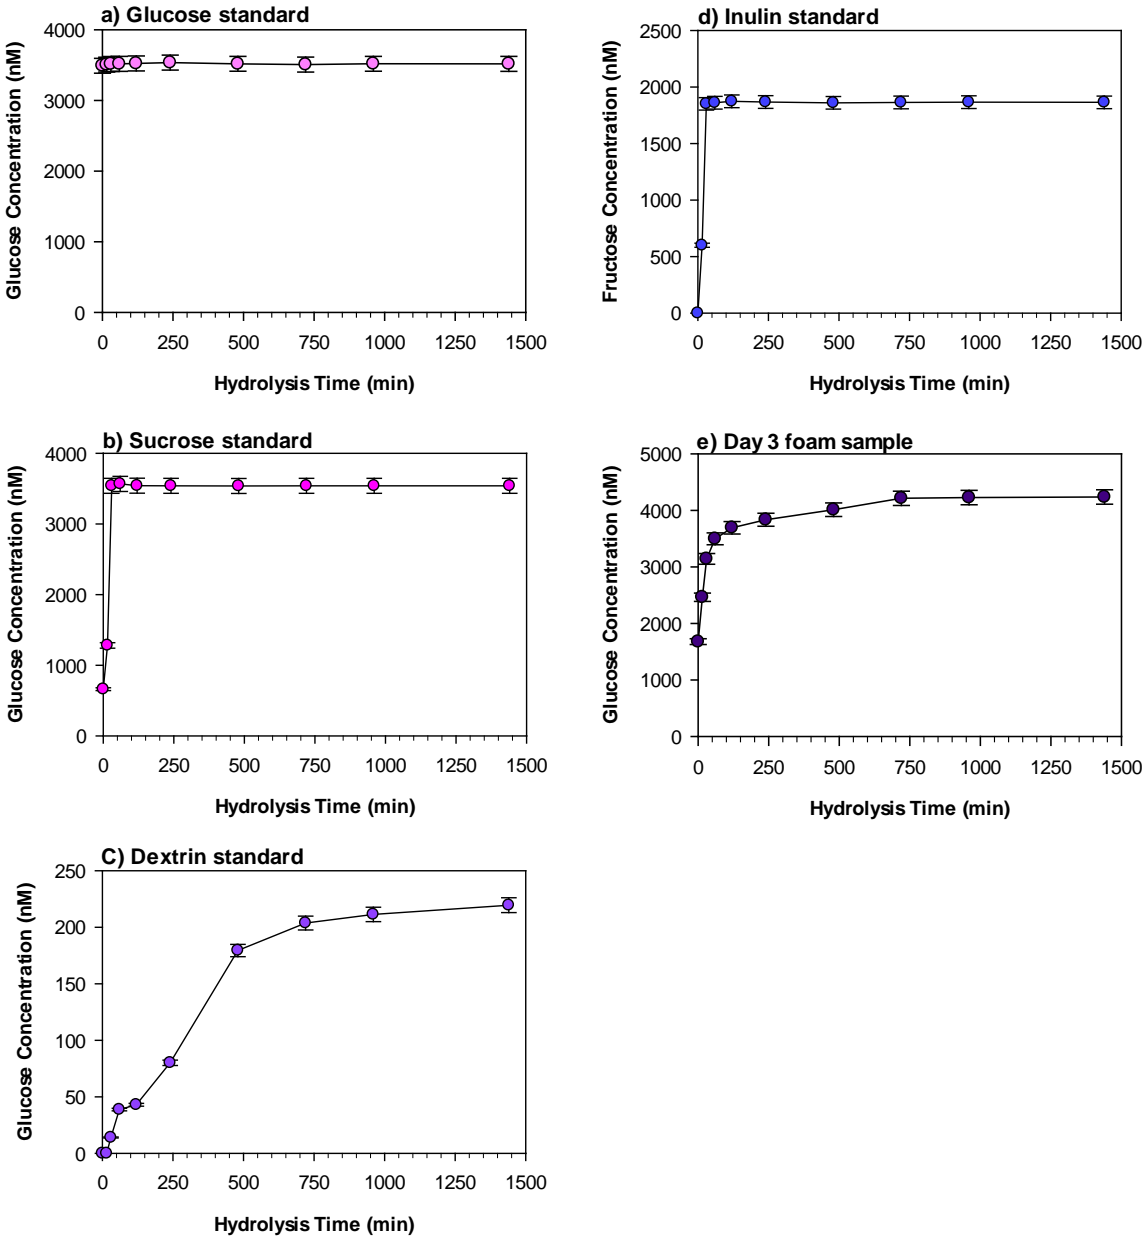 a) Glucose standard
Glucose Concentration (nM)
4000
3000
2000
1000
0
0 250 500 750 1000 1250 1500
Hydrolysis Time (min)
d) Inulin standard
Fructose Concentration (nM)
2500
2000
1500
1000
500
0
0 250 500 750 1000 1250 1500
Hydrolysis Time (min)
b) Sucrose standard
Glucose Concentration (nM)
4000
3000
2000
1000
0
0 250 500 750 1000 1250 1500
Hydrolysis Time (min)
e) Day 3 foam sample
Glucose Concentration (nM)
5000
4000
3000
2000
1000
0
0 250 500 750 1000 1250 1500
Hydrolysis Time (min)
C) Dextrin standard
Glucose Concentration (nM)
250
200
150
100
50
0
0 250 500 750 1000 1250 1500
Hydrolysis Time (min)